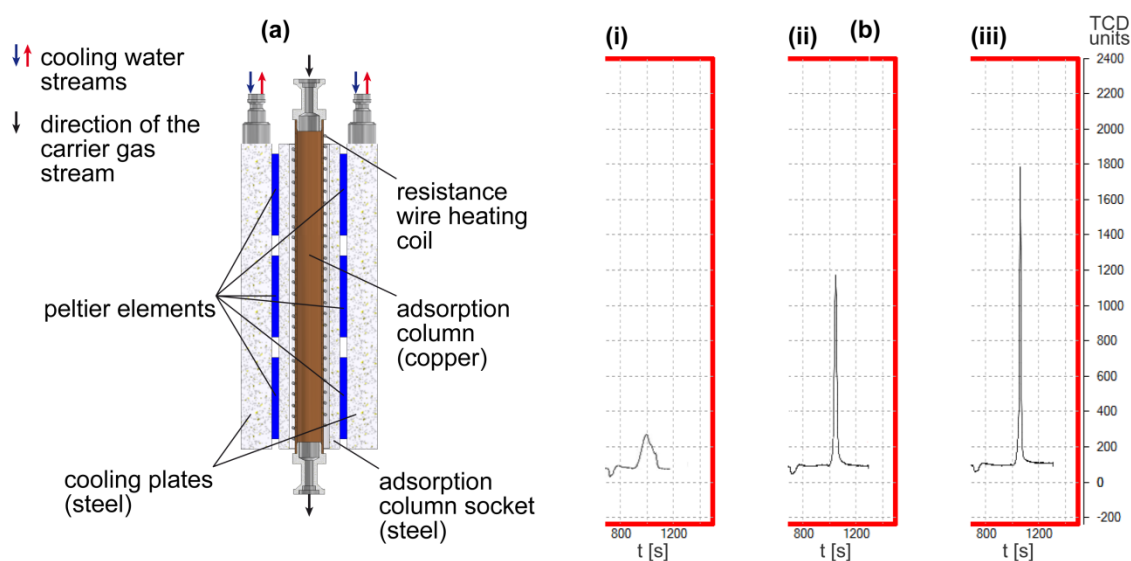 (a)
cooling water
streams
direction of the
carrier gas
stream
resistance
wire heating
coil
peltier elements
adsorption
column
(copper)
cooling plates
(steel)
adsorption
column socket
(steel)
(b)
(i)
(ii)
(iii)
TCD
units
2400
2200
2000
1800
1600
1400
1200
1000
800
600
400
200
0
-200
800 1200
t [s]
800 1200
t [s]
800 1200
t [s]